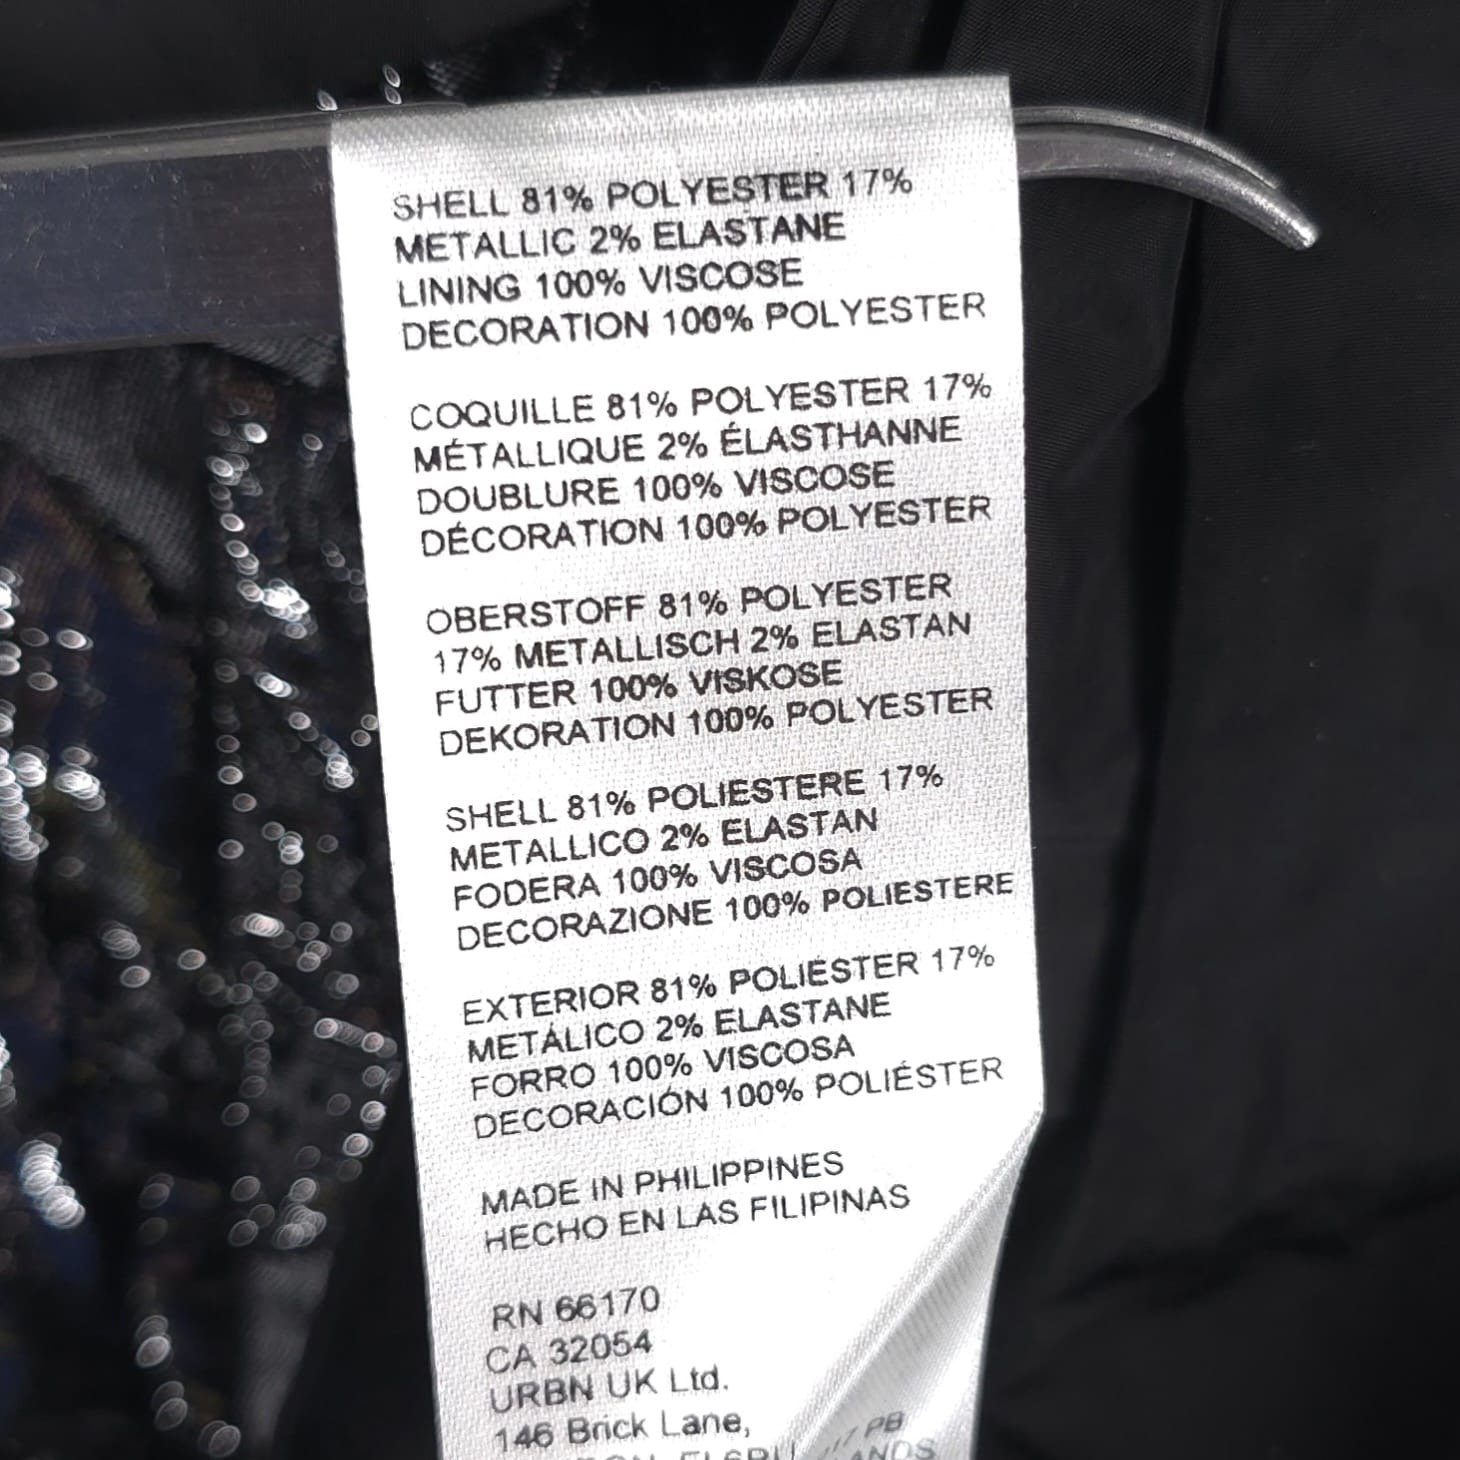 SHELL 81% POLYESTER 17%
METALLIC 2% ELASTANE
LINING 100% VISCOSE
DECORATION 100% POLYESTER
COQUILLE 81% POLYESTER 17%
MÉTALLIQUE 2% ÉLASTHANNE
DOUBLURE 100% VISCOSE
DÉCORATION 100% POLYESTER
OBERSTOFF 81% POLYESTER
17% METALLISCH 2% ELASTAN
FUTTER 100% VISKOSE
DEKORATION 100% POLYESTER
SHELL 81% POLIESTERE 17%
METALLICO 2% ELASTAN
FODERA 100% VISCOSA
DECORAZIONE 100% POLIESTERE
EXTERIOR 81% POLIÉSTER 17%
METÁLICO 2% ELASTANE
FORRO 100% VISCOSA
DECORACIÓN 100% POLIÉSTER
MADE IN PHILIPPINES
HECHO EN LAS FILIPINAS
RN 66170
CA 32054
URBN UK Ltd.
146 Brick Lane,
PB